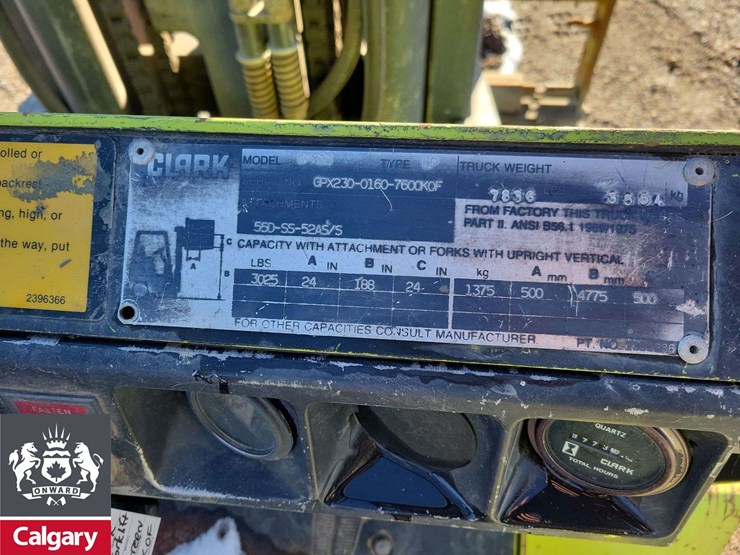 olled or
packrest
ng, high, or
the way, put
2396366
CLARK
MODEL TYPE TRUCK WEIGHT
GPX230-0160-7600KOF
7836 kg
FROM FACTORY THIS TRUCK
PART II. ANSI B56.1
55D-SS-52AS/S
CAPACITY WITH ATTACHMENT OR FORKS WITH UPRIGHT VERTICAL
LBS A IN B IN C IN kg A mm B mm
B 3025 24 188 24 1375 500 4775 500
A
C
FOR OTHER CAPACITIES CONSULT MANUFACTURER
PT. NO.
FASTEN
QUARTZ
CLARK
TOTAL HOURS
ONWARD
Calgary